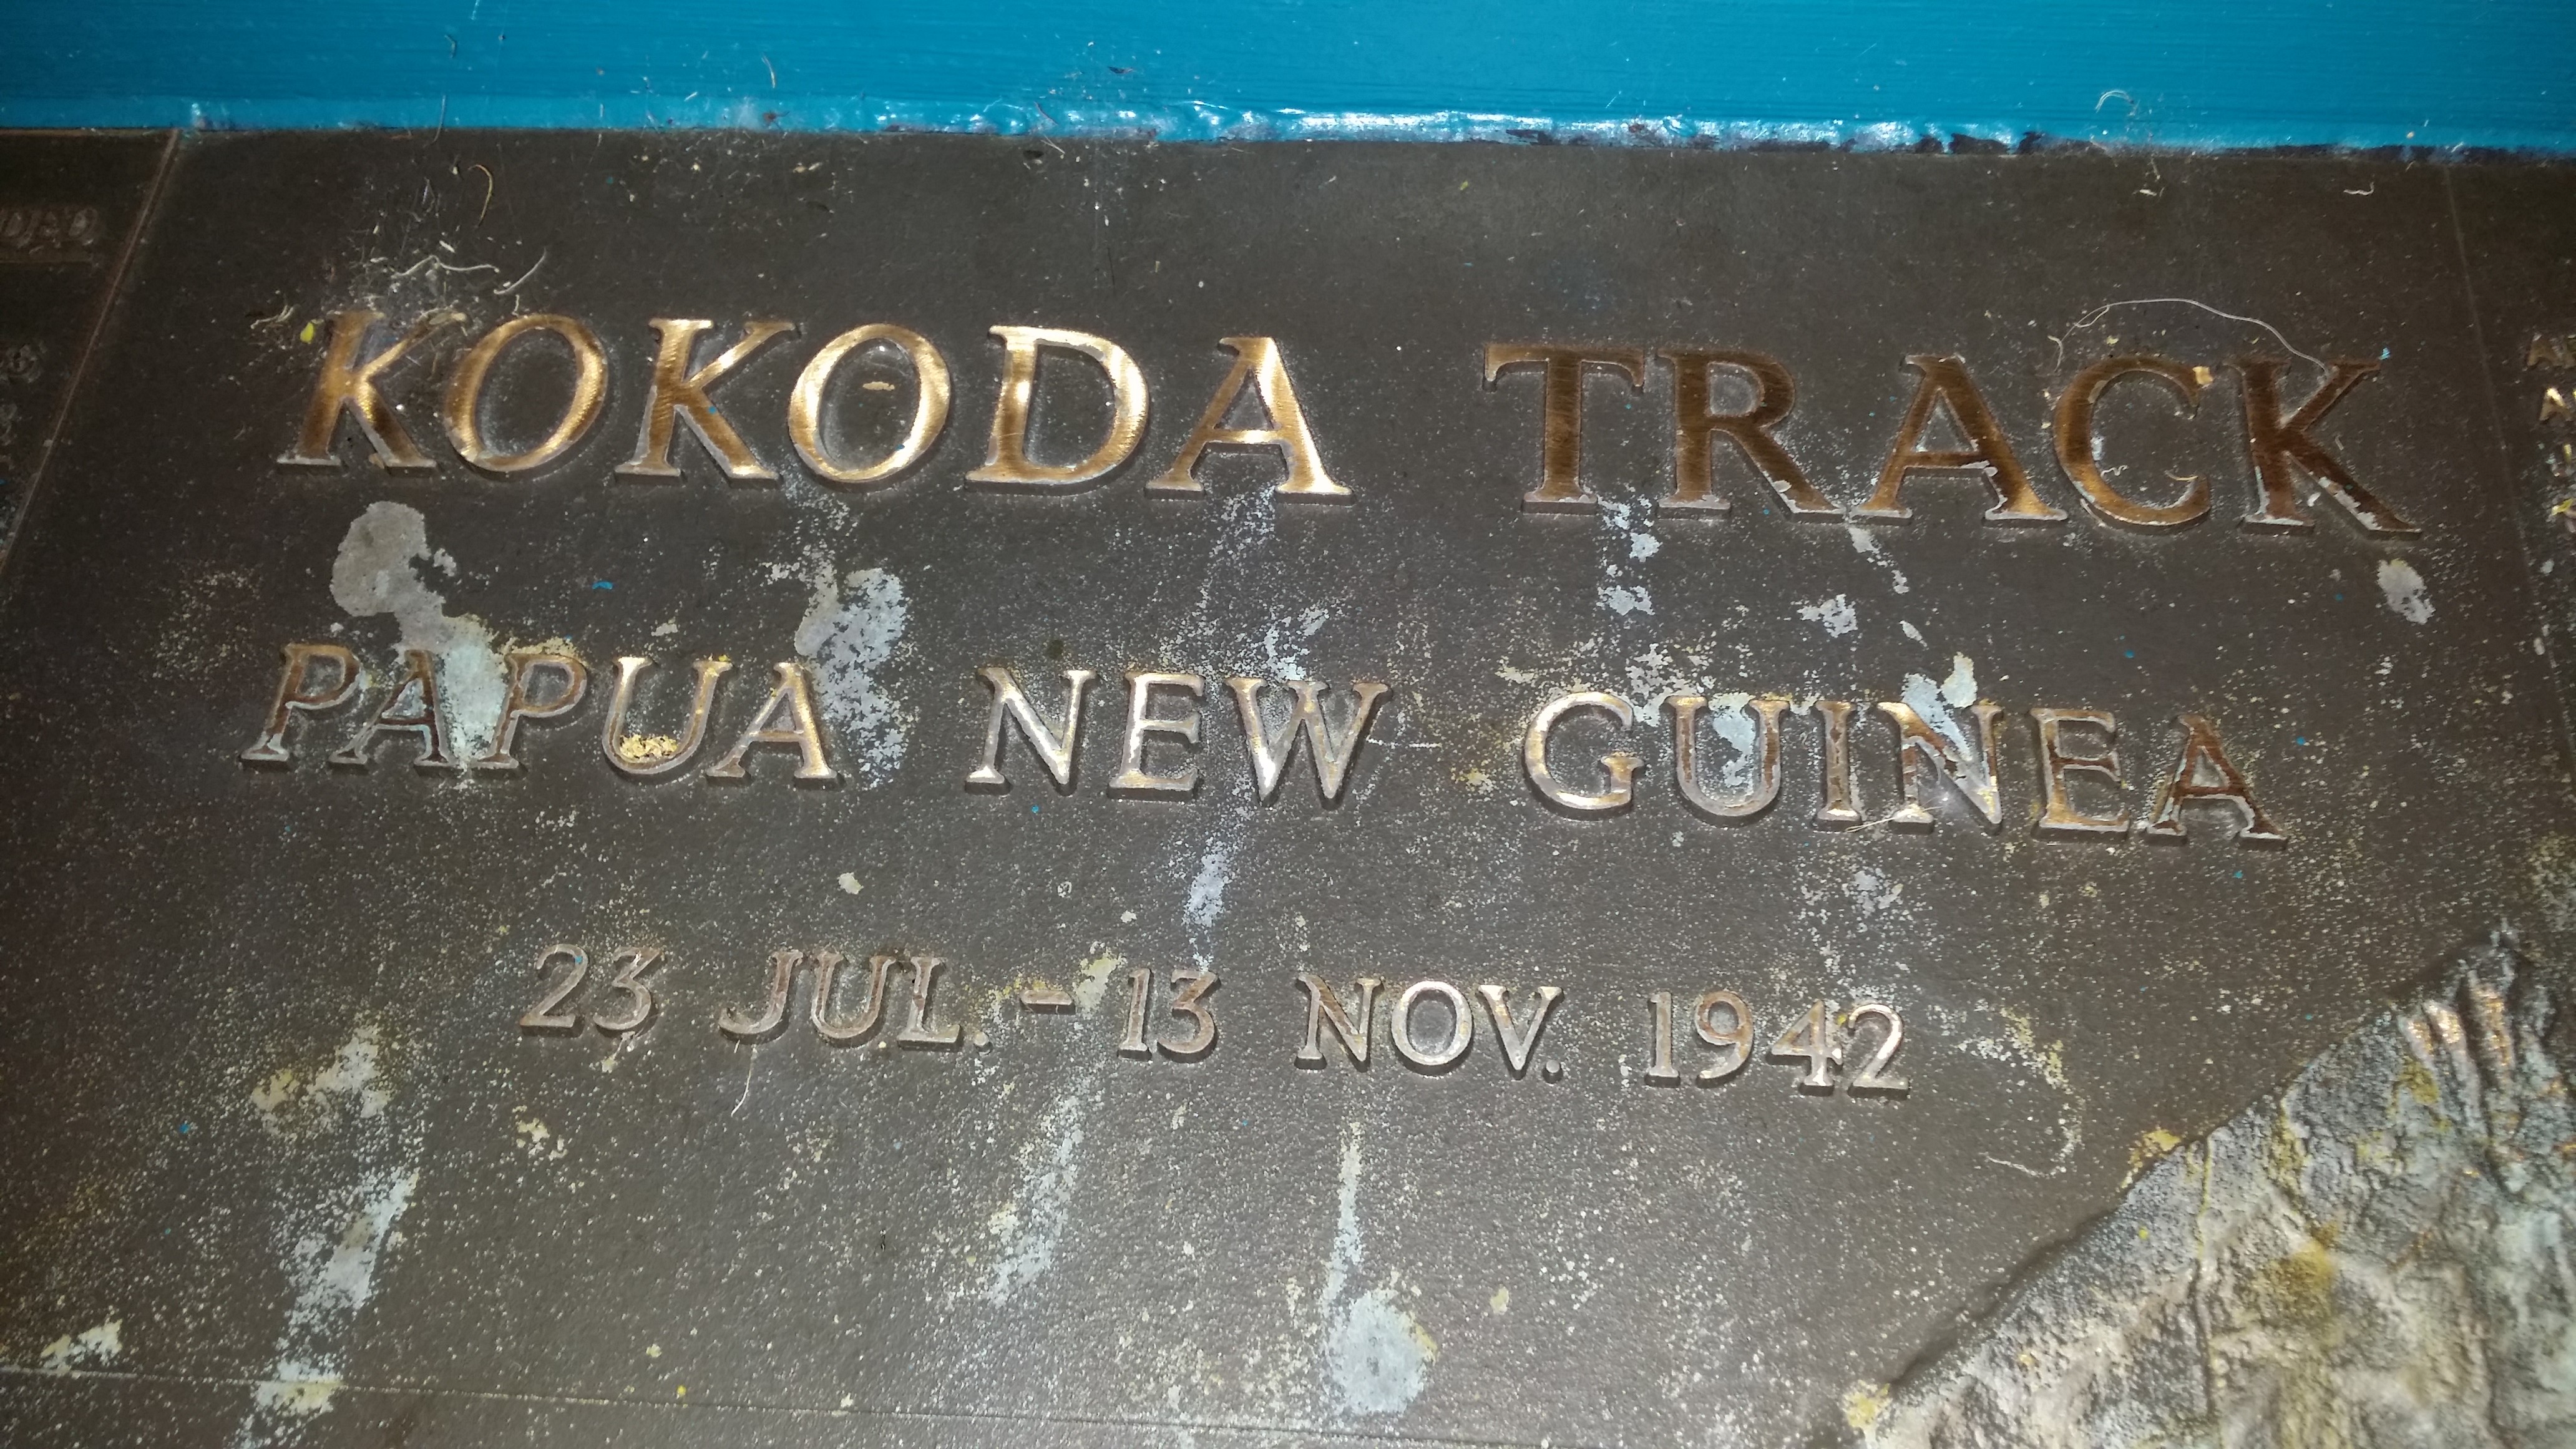 KOKODA TRACK
PAPUA NEW GUINEA
23 JUL. - 13 NOV. 1942